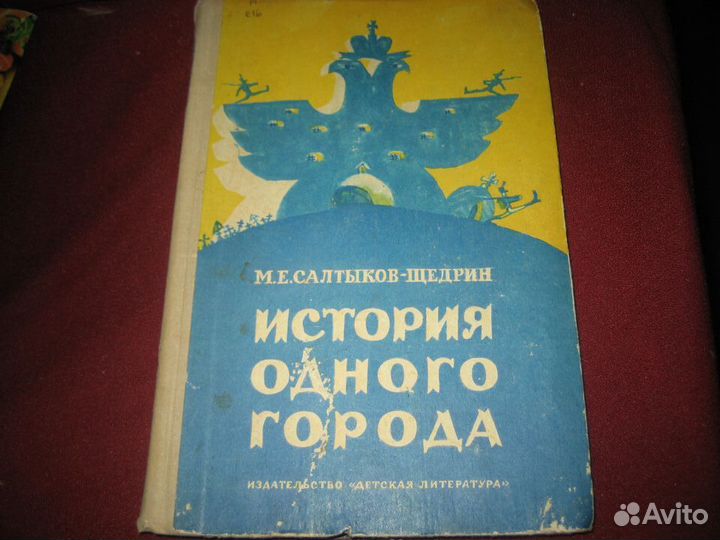 М.Е.САЛТЫКОВ-ЩЕДРИН
ИСТОРИЯ
ОДНОГО
ГОРОДА
ИЗДАТЕЛЬСТВО «ДЕТСКАЯ ЛИТЕРАТУРА»
Avito